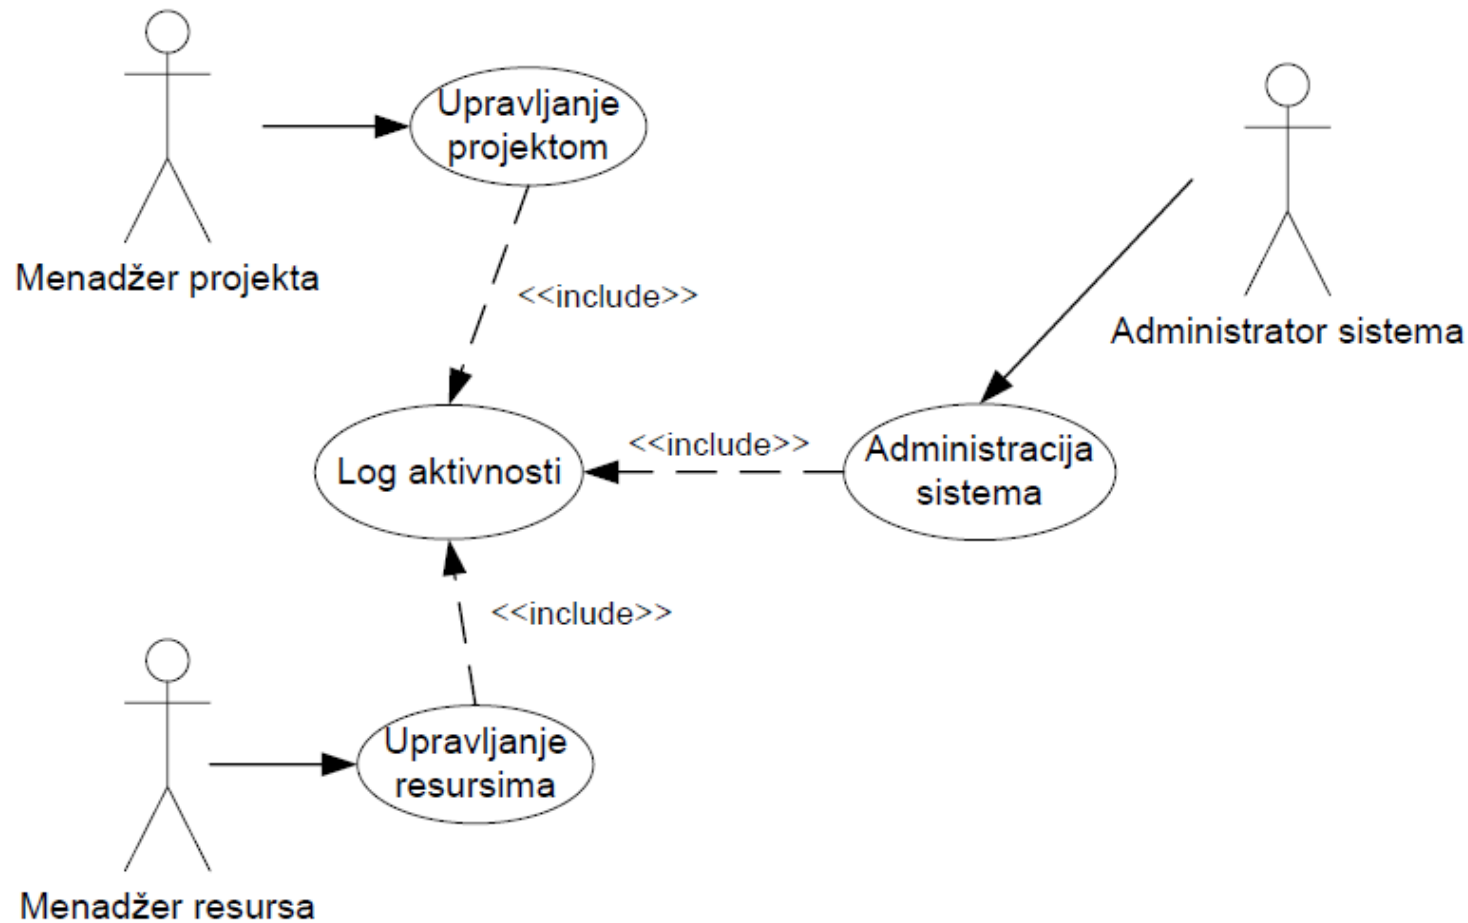 Upravljanje
projektom
Menadžer projekta
<<include>>
Administrator sistema
Log aktivnosti
<<include>>
Administracija
sistema
<<include>>
Upravljanje
resursima
Menadžer resursa